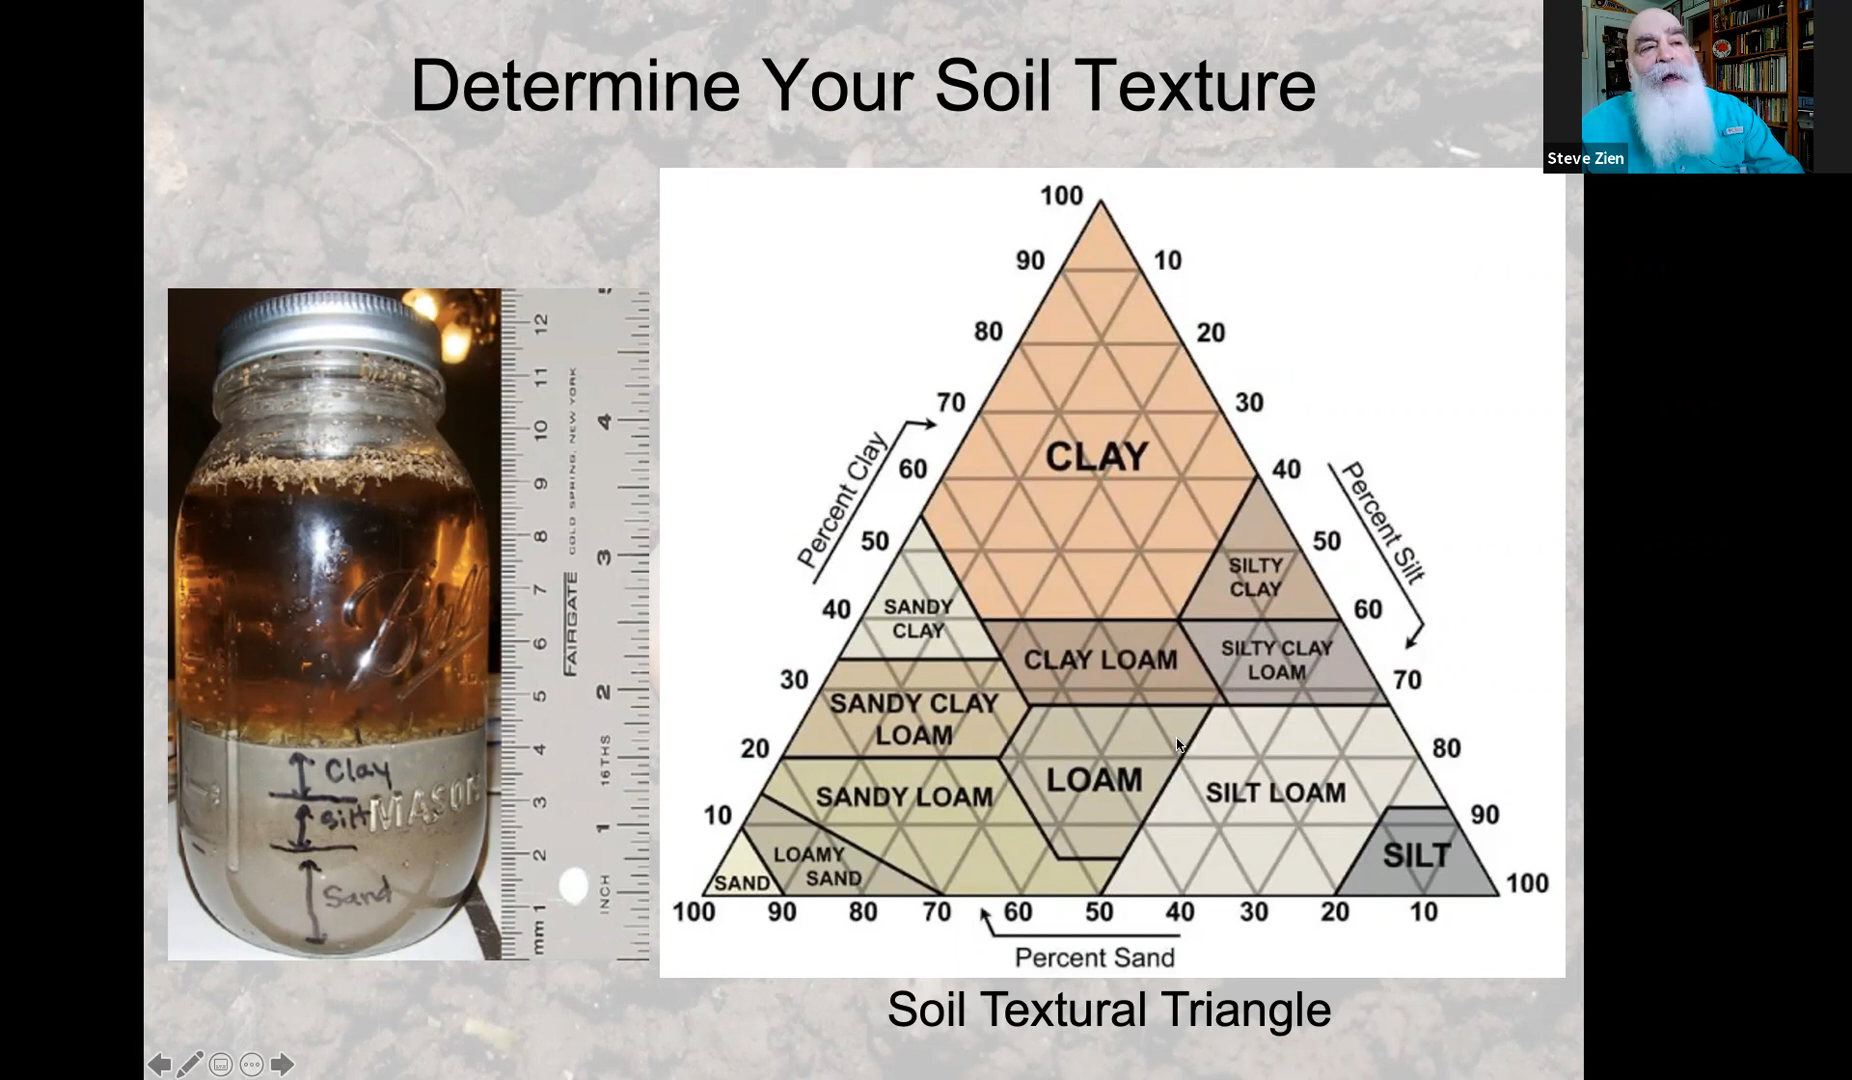 Determine Your Soil Texture
Steve Zien
12
11
10
9
8
7
6
5
4
3
2
mm 1
COLD SPRING, NEW YORK
FAIRGATE
4
3
2
16THS
1
INCH
Ball
MASON
Clay
Silt
Sand
100
90
10
80
20
70
30
Percent Clay
CLAY
60
40
Percent Silt
50
50
SILTY
CLAY
40
SANDY
CLAY
60
CLAY LOAM
SILTY CLAY
LOAM
30
70
SANDY CLAY
LOAM
20
80
LOAM
SANDY LOAM
SILT LOAM
10
90
LOAMY
SAND
SILT
SAND
100
100 90 80 70 60 50 40 30 20 10
Percent Sand
Soil Textural Triangle